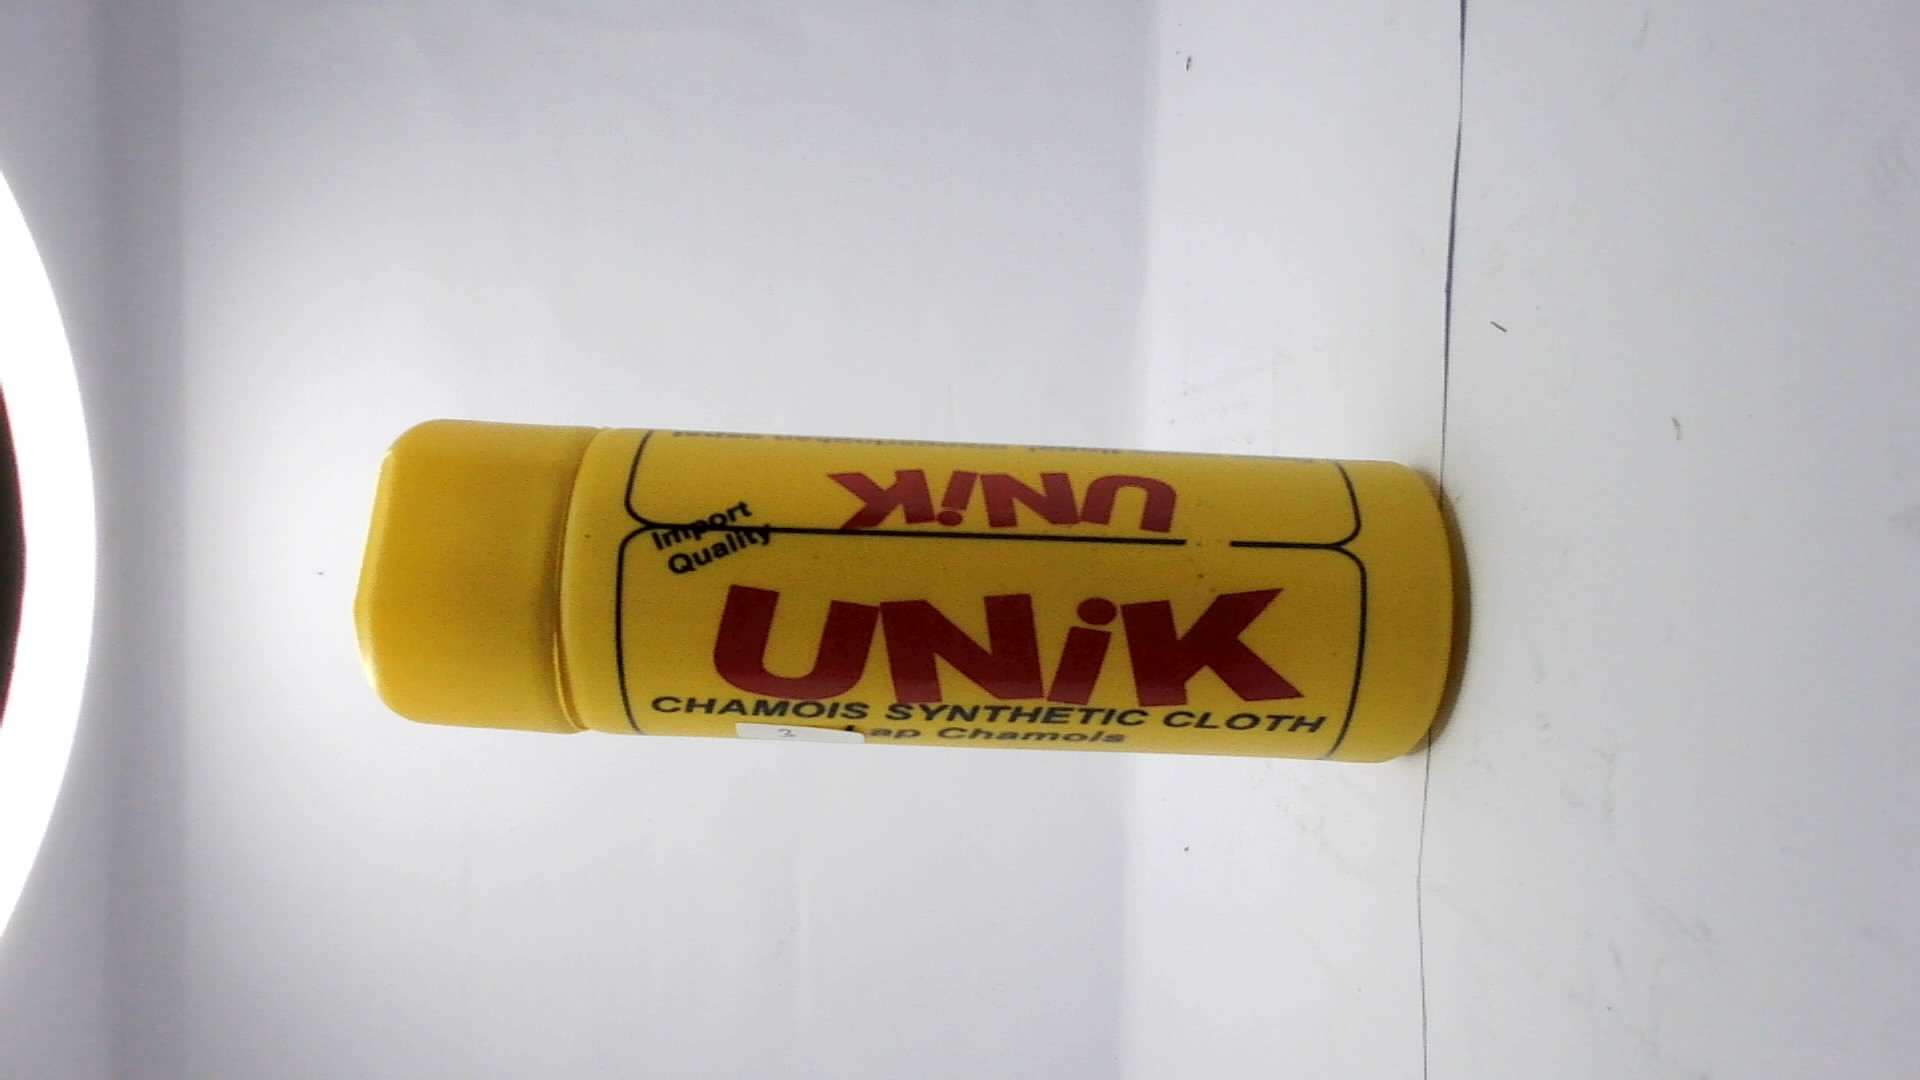 Import
Quality
UNiK
CHAMOIS SYNTHETIC CLOTH
Chamois
UNiK